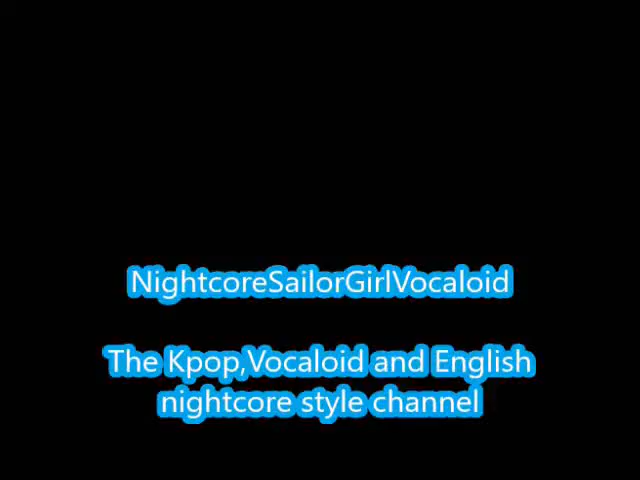 NightcoreSailorGirlVocaloid
The Kpop,Vocaloid and English
nightcore style channel